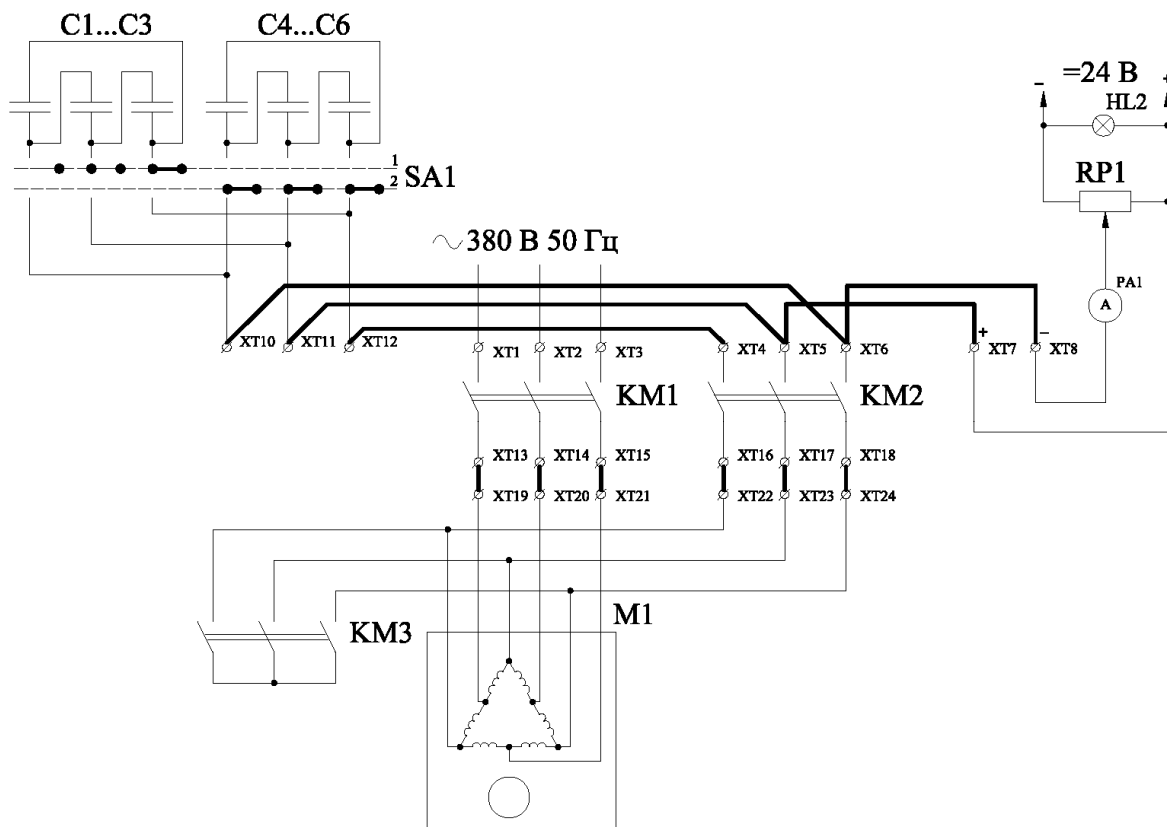 C1...C3
C4...C6
=24 В
- +
HL2
1
2
SA1
RP1
380 В 50 Гц
PA1
A
+ -
XT10 XT11 XT12 XT1 XT2 XT3 XT4 XT5 XT6 XT7 XT8
KM1 KM2
XT13 XT14 XT15 XT16 XT17 XT18
XT19 XT20 XT21 XT22 XT23 XT24
M1
KM3